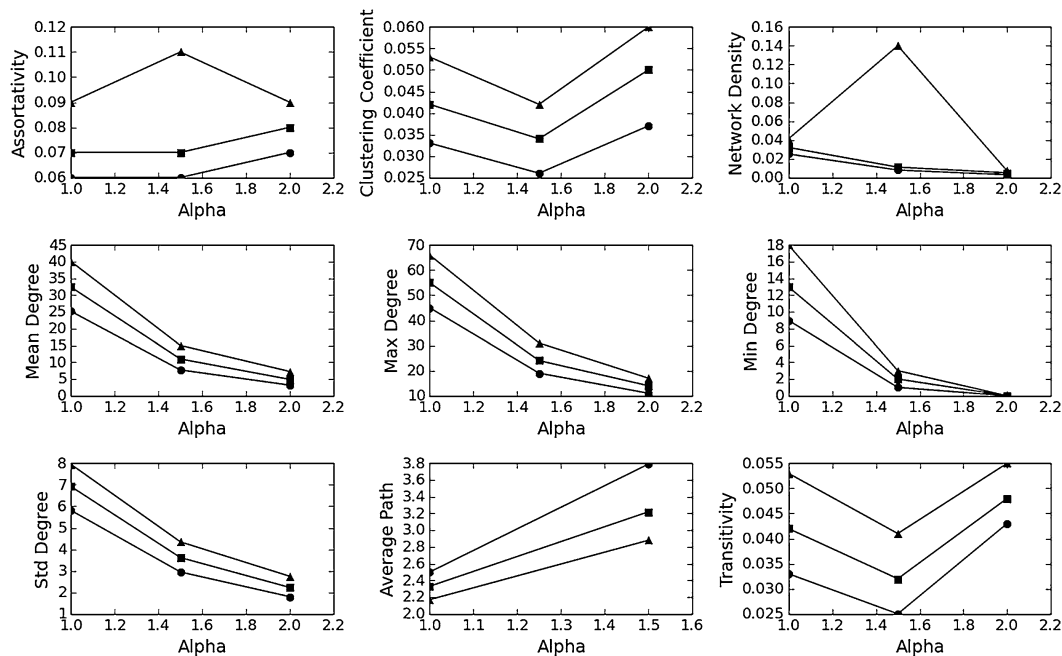 Assortativity
0.12
0.11
0.10
0.09
0.08
0.07
0.06
1.0 1.2 1.4 1.6 1.8 2.0 2.2
Alpha
Clustering Coefficient
0.060
0.055
0.050
0.045
0.040
0.035
0.030
0.025
1.0 1.2 1.4 1.6 1.8 2.0 2.2
Alpha
Network Density
0.16
0.14
0.12
0.10
0.08
0.06
0.04
0.02
0.00
1.0 1.2 1.4 1.6 1.8 2.0 2.2
Alpha
Mean Degree
45
40
35
30
25
20
15
10
5
0
1.0 1.2 1.4 1.6 1.8 2.0 2.2
Alpha
Max Degree
70
60
50
40
30
20
10
1.0 1.2 1.4 1.6 1.8 2.0 2.2
Alpha
Min Degree
18
16
14
12
10
8
6
4
2
0
1.0 1.2 1.4 1.6 1.8 2.0 2.2
Alpha
Std Degree
8
7
6
5
4
3
2
1
1.0 1.2 1.4 1.6 1.8 2.0 2.2
Alpha
Average Path
3.8
3.6
3.4
3.2
3.0
2.8
2.6
2.4
2.2
2.0
1.0 1.1 1.2 1.3 1.4 1.5 1.6
Alpha
Transitivity
0.055
0.050
0.045
0.040
0.035
0.030
0.025
1.0 1.2 1.4 1.6 1.8 2.0 2.2
Alpha